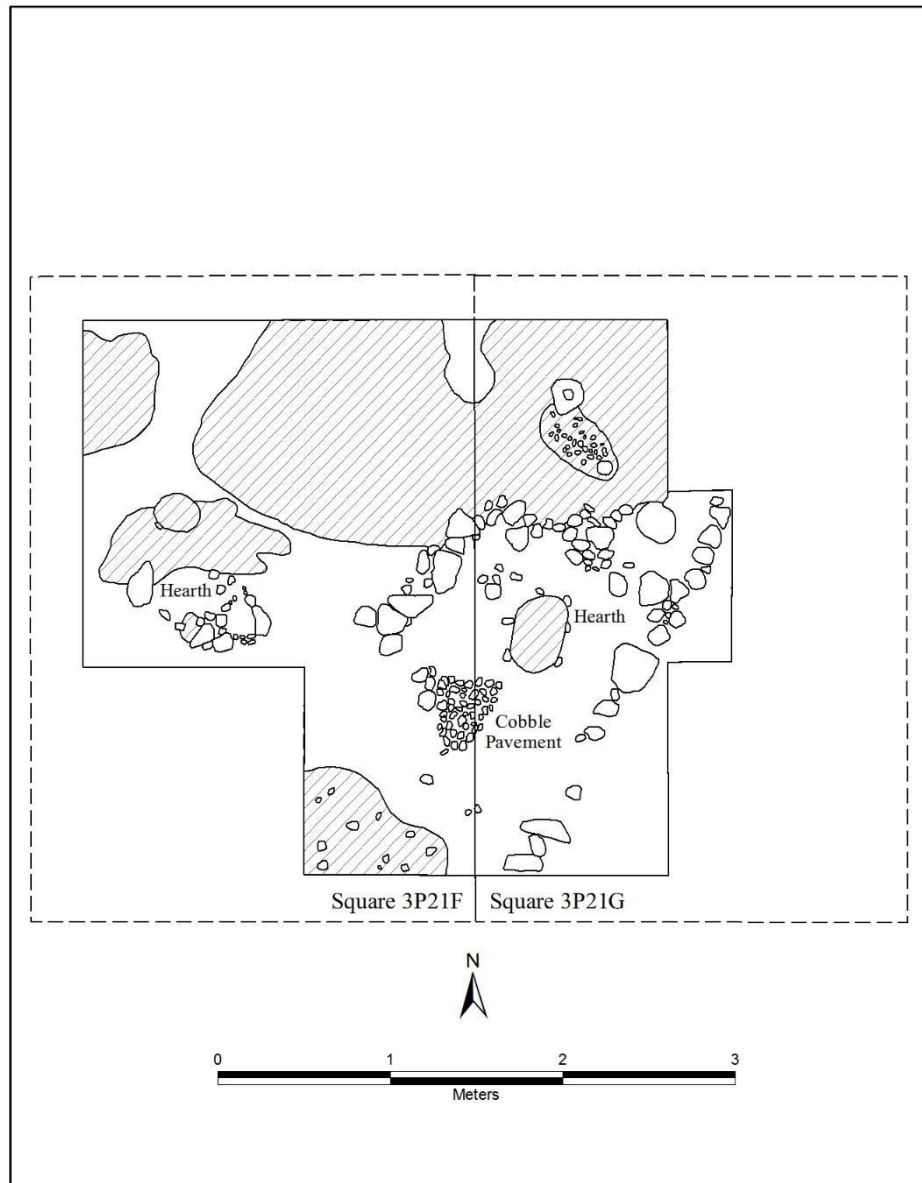 Hearth
Hearth
Cobble
Pavement
Square 3P21F
Square 3P21G
N
0
1
2
3
Meters